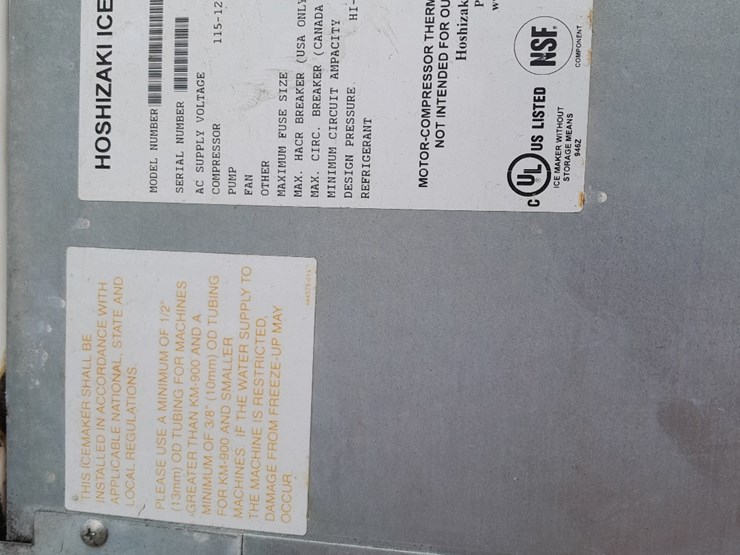 THIS ICEMAKER SHALL BE
INSTALLED IN ACCORDANCE WITH
APPLICABLE NATIONAL, STATE AND
LOCAL REGULATIONS.
PLEASE USE A MINIMUM OF 1/2"
(13mm) OD TUBING FOR MACHINES
GREATER THAN KM-900 AND A
MINIMUM OF 3/8" (10mm) OD TUBING
FOR KM-900 AND SMALLER
MACHINES IF THE WATER SUPPLY TO
THE MACHINE IS RESTRICTED,
DAMAGE FROM FREEZE-UP MAY
OCCUR.
HOSHIZAKI ICE
MODEL NUMBER
SERIAL NUMBER
AC SUPPLY VOLTAGE 115-12
COMPRESSOR
PUMP
FAN
OTHER
MAXIMUM FUSE SIZE
MAX. HACR BREAKER (USA ONLY
MAX. CIRC. BREAKER (CANADA
MINIMUM CIRCUIT AMPACITY
DESIGN PRESSURE HI-
REFRIGERANT
MOTOR-COMPRESSOR THERM
NOT INTENDED FOR OU
Hoshizak
P
w
C UL US LISTED
ICE MAKER WITHOUT
STORAGE MEANS
946Z
NSF
COMPONENT